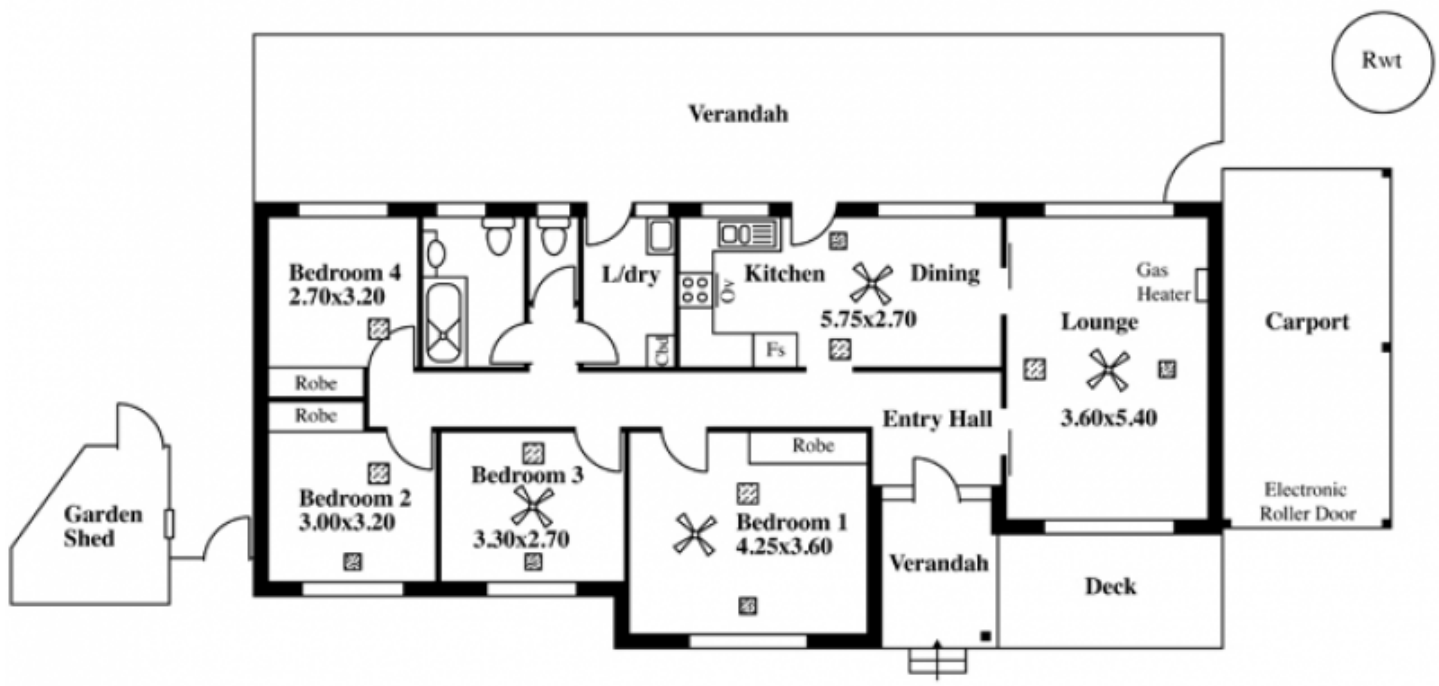 Rwt
Verandah
Bedroom 4
2.70x3.20
L/dry
Kitchen
Dining
Ov
5.75x2.70
Gas
Heater
Lounge
Carport
Cbd
Fs
Robe
Robe
Entry Hall
3.60x5.40
Robe
Bedroom 3
3.30x2.70
Bedroom 2
3.00x3.20
Bedroom 1
4.25x3.60
Garden
Shed
Electronic
Roller Door
Verandah
Deck